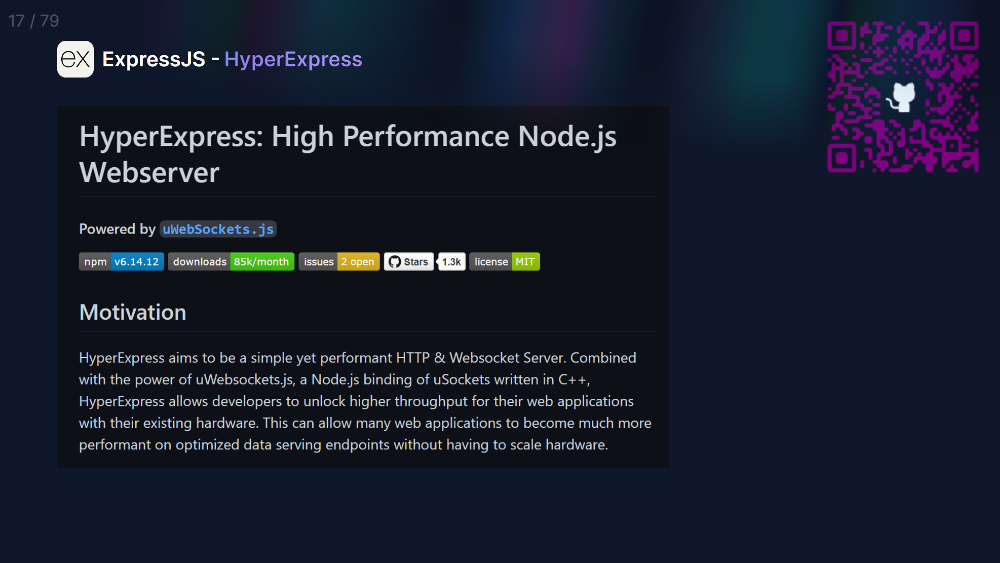 17 / 79
ex ExpressJS - HyperExpress
HyperExpress: High Performance Node.js
Webserver
Powered by uWebSockets.js
npm v6.14.12 downloads 85k/month issues 2 open Stars 1.3k license MIT
Motivation
HyperExpress aims to be a simple yet performant HTTP & Websocket Server. Combined
with the power of uWebsockets.js, a Node.js binding of uSockets written in C++,
HyperExpress allows developers to unlock higher throughput for their web applications
with their existing hardware. This can allow many web applications to become much more
performant on optimized data serving endpoints without having to scale hardware.